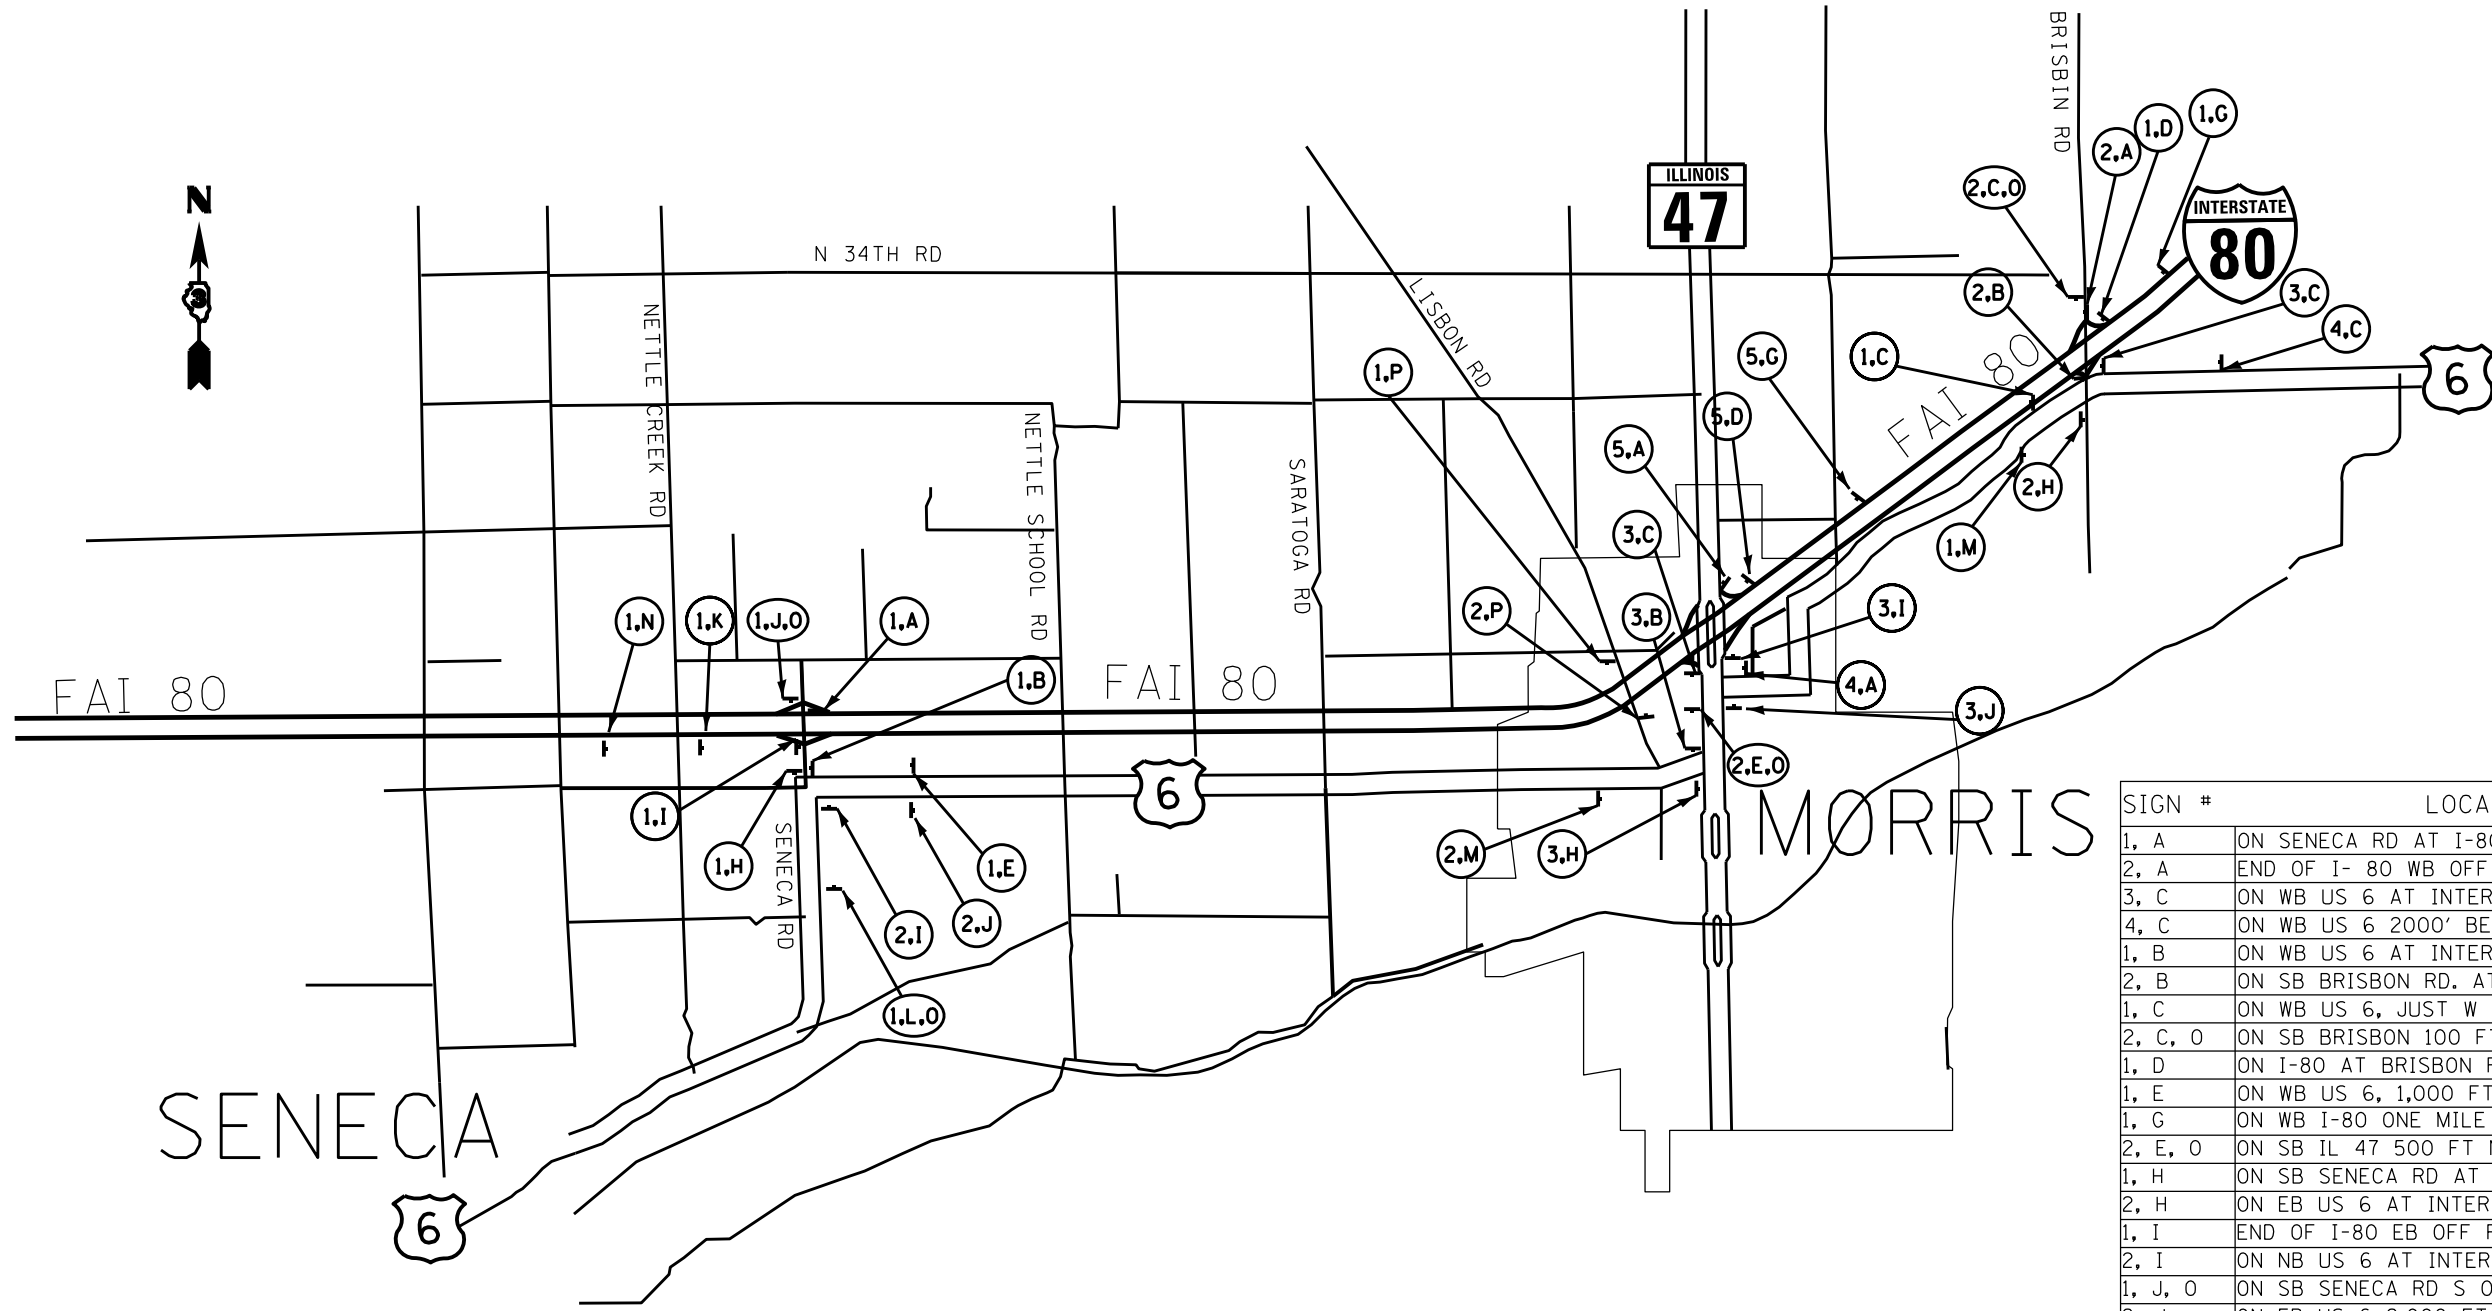 N
3
N 34TH RD
NETTLE CREEK RD
NETTLE SCHOOL RD
SARATOGA RD
LISBON RD
BRISBIN RD
SENECA RD
ILLINOIS
47
INTERSTATE
80
FAI 80
FAI 80
FAI 80
6
6
6
MORRIS
SENECA
1,G
1,D
2,A
2,C,O
2,B
3,C
4,C
1,C
5,G
1,P
5,D
5,A
2,H
3,C
1,M
2,P
3,B
3,I
1,N
1,K
1,J,O
1,A
1,B
4,A
3,J
2,E,O
1,I
1,H
1,E
2,M
3,H
2,I
2,J
1,L,O
SIGN # LOCA
1, A ON SENECA RD AT I-80
2, A END OF I- 80 WB OFF
3, C ON WB US 6 AT INTER
4, C ON WB US 6 2000' BE
1, B ON WB US 6 AT INTER
2, B ON SB BRISBON RD. AT
1, C ON WB US 6, JUST W
2, C, O ON SB BRISBON 100 FT
1, D ON I-80 AT BRISBON
1, E ON WB US 6, 1,000 FT
1, G ON WB I-80 ONE MILE
2, E, O ON SB IL 47 500 FT
1, H ON SB SENECA RD AT
2, H ON EB US 6 AT INTER
1, I END OF I-80 EB OFF
2, I ON NB US 6 AT INTER
1, J, O ON SB SENECA RD S O